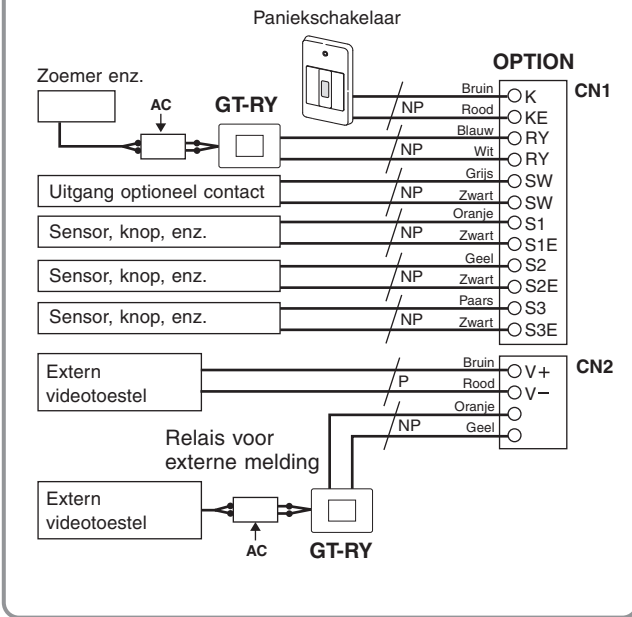 Paniekschakelaar
OPTION
Zoemer enz.
AC
GT-RY
CN1
Bruin
K
NP
Rood
KE
Blauw
RY
NP
Wit
RY
Uitgang optioneel contact
Grijs
SW
NP
Zwart
SW
Sensor, knop, enz.
Oranje
S1
NP
Zwart
S1E
Sensor, knop, enz.
Geel
S2
NP
Zwart
S2E
Sensor, knop, enz.
Paars
S3
NP
Zwart
S3E
Extern
videotoestel
Bruin
V+
CN2
P
Rood
V−
Oranje
NP
Geel
Relais voor
externe melding
Extern
videotoestel
AC
GT-RY